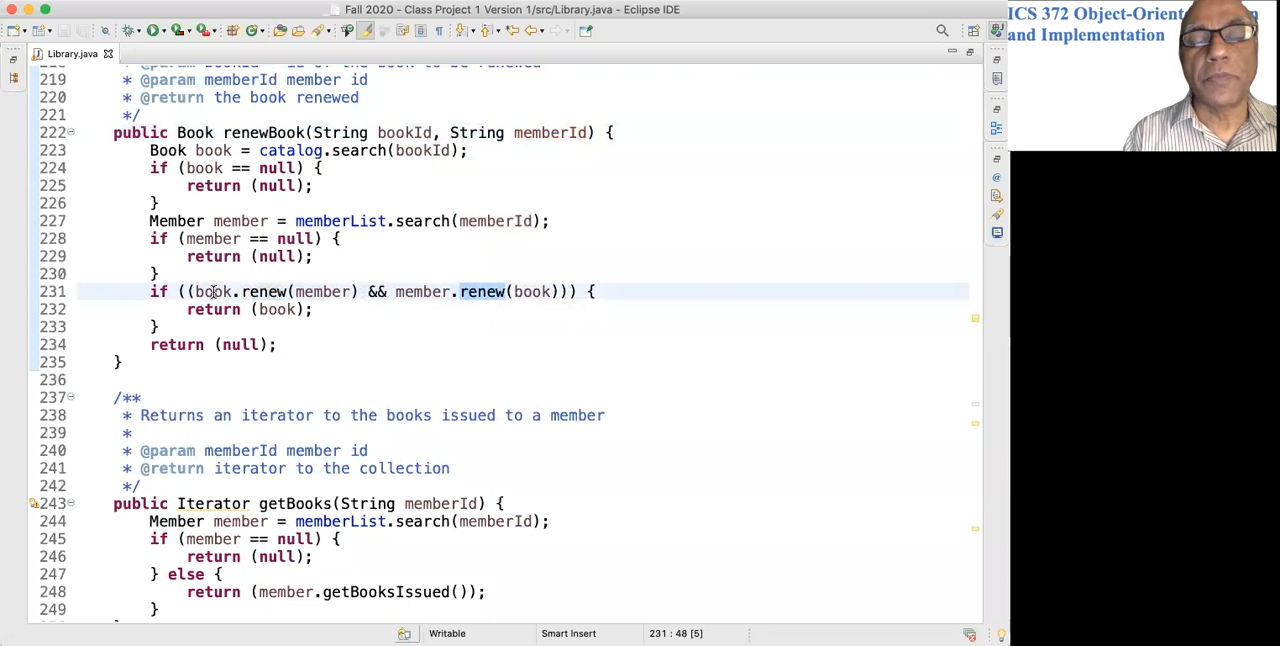 Fall 2020 - Class Project 1 Version 1/src/Library.java - Eclipse IDE
ICS 372 Object-Orient
and Implementation
Library.java
219 * @param memberId member id
220 * @return the book renewed
221 */
222 public Book renewBook(String bookId, String memberId) {
223 Book book = catalog.search(bookId);
224 if (book == null) {
225 return (null);
226 }
227 Member member = memberList.search(memberId);
228 if (member == null) {
229 return (null);
230 }
231 if ((book.renew(member) && member.renew(book))) {
232 return (book);
233 }
234 return (null);
235 }
236
237 /**
238 * Returns an iterator to the books issued to a member
239 *
240 * @param memberId member id
241 * @return iterator to the collection
242 */
243 public Iterator getBooks(String memberId) {
244 Member member = memberList.search(memberId);
245 if (member == null) {
246 return (null);
247 } else {
248 return (member.getBooksIssued());
249 }
Writable Smart Insert 231 : 48 [5]